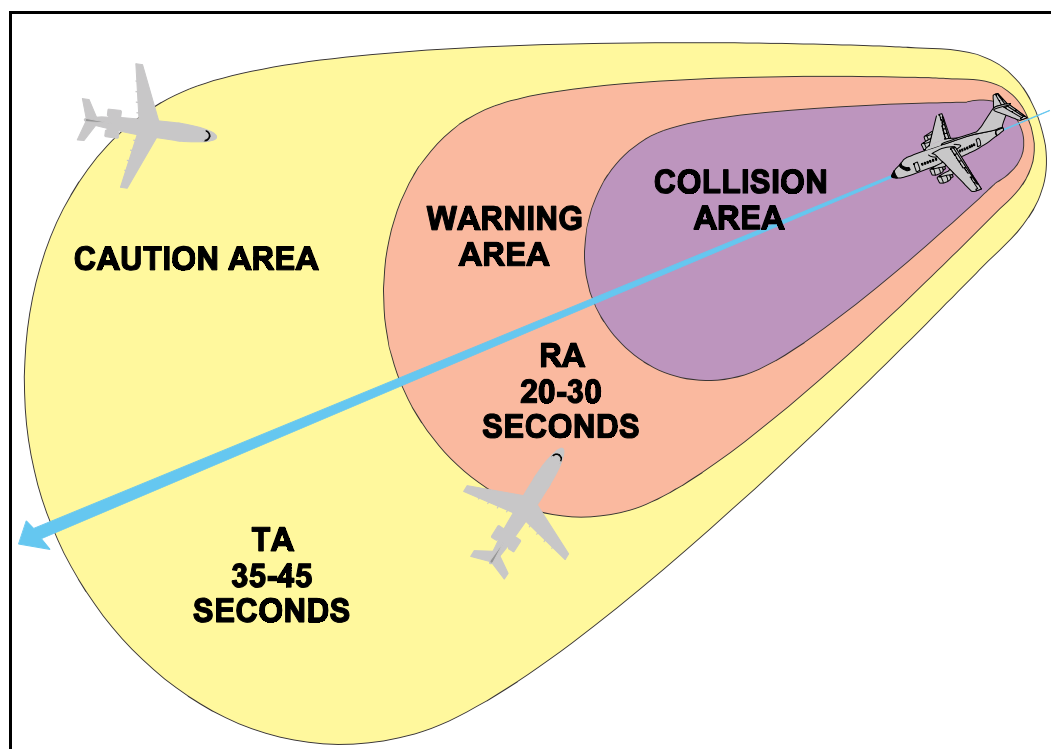 COLLISION
AREA
WARNING
AREA
CAUTION AREA
RA
20-30
SECONDS
TA
35-45
SECONDS